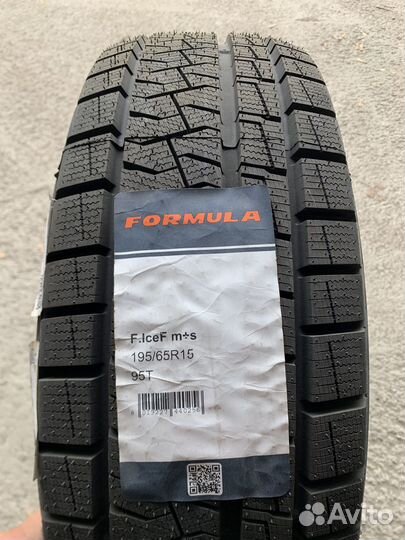 FORMULA
F.IceF m+s
195/65R15
95T
Avito